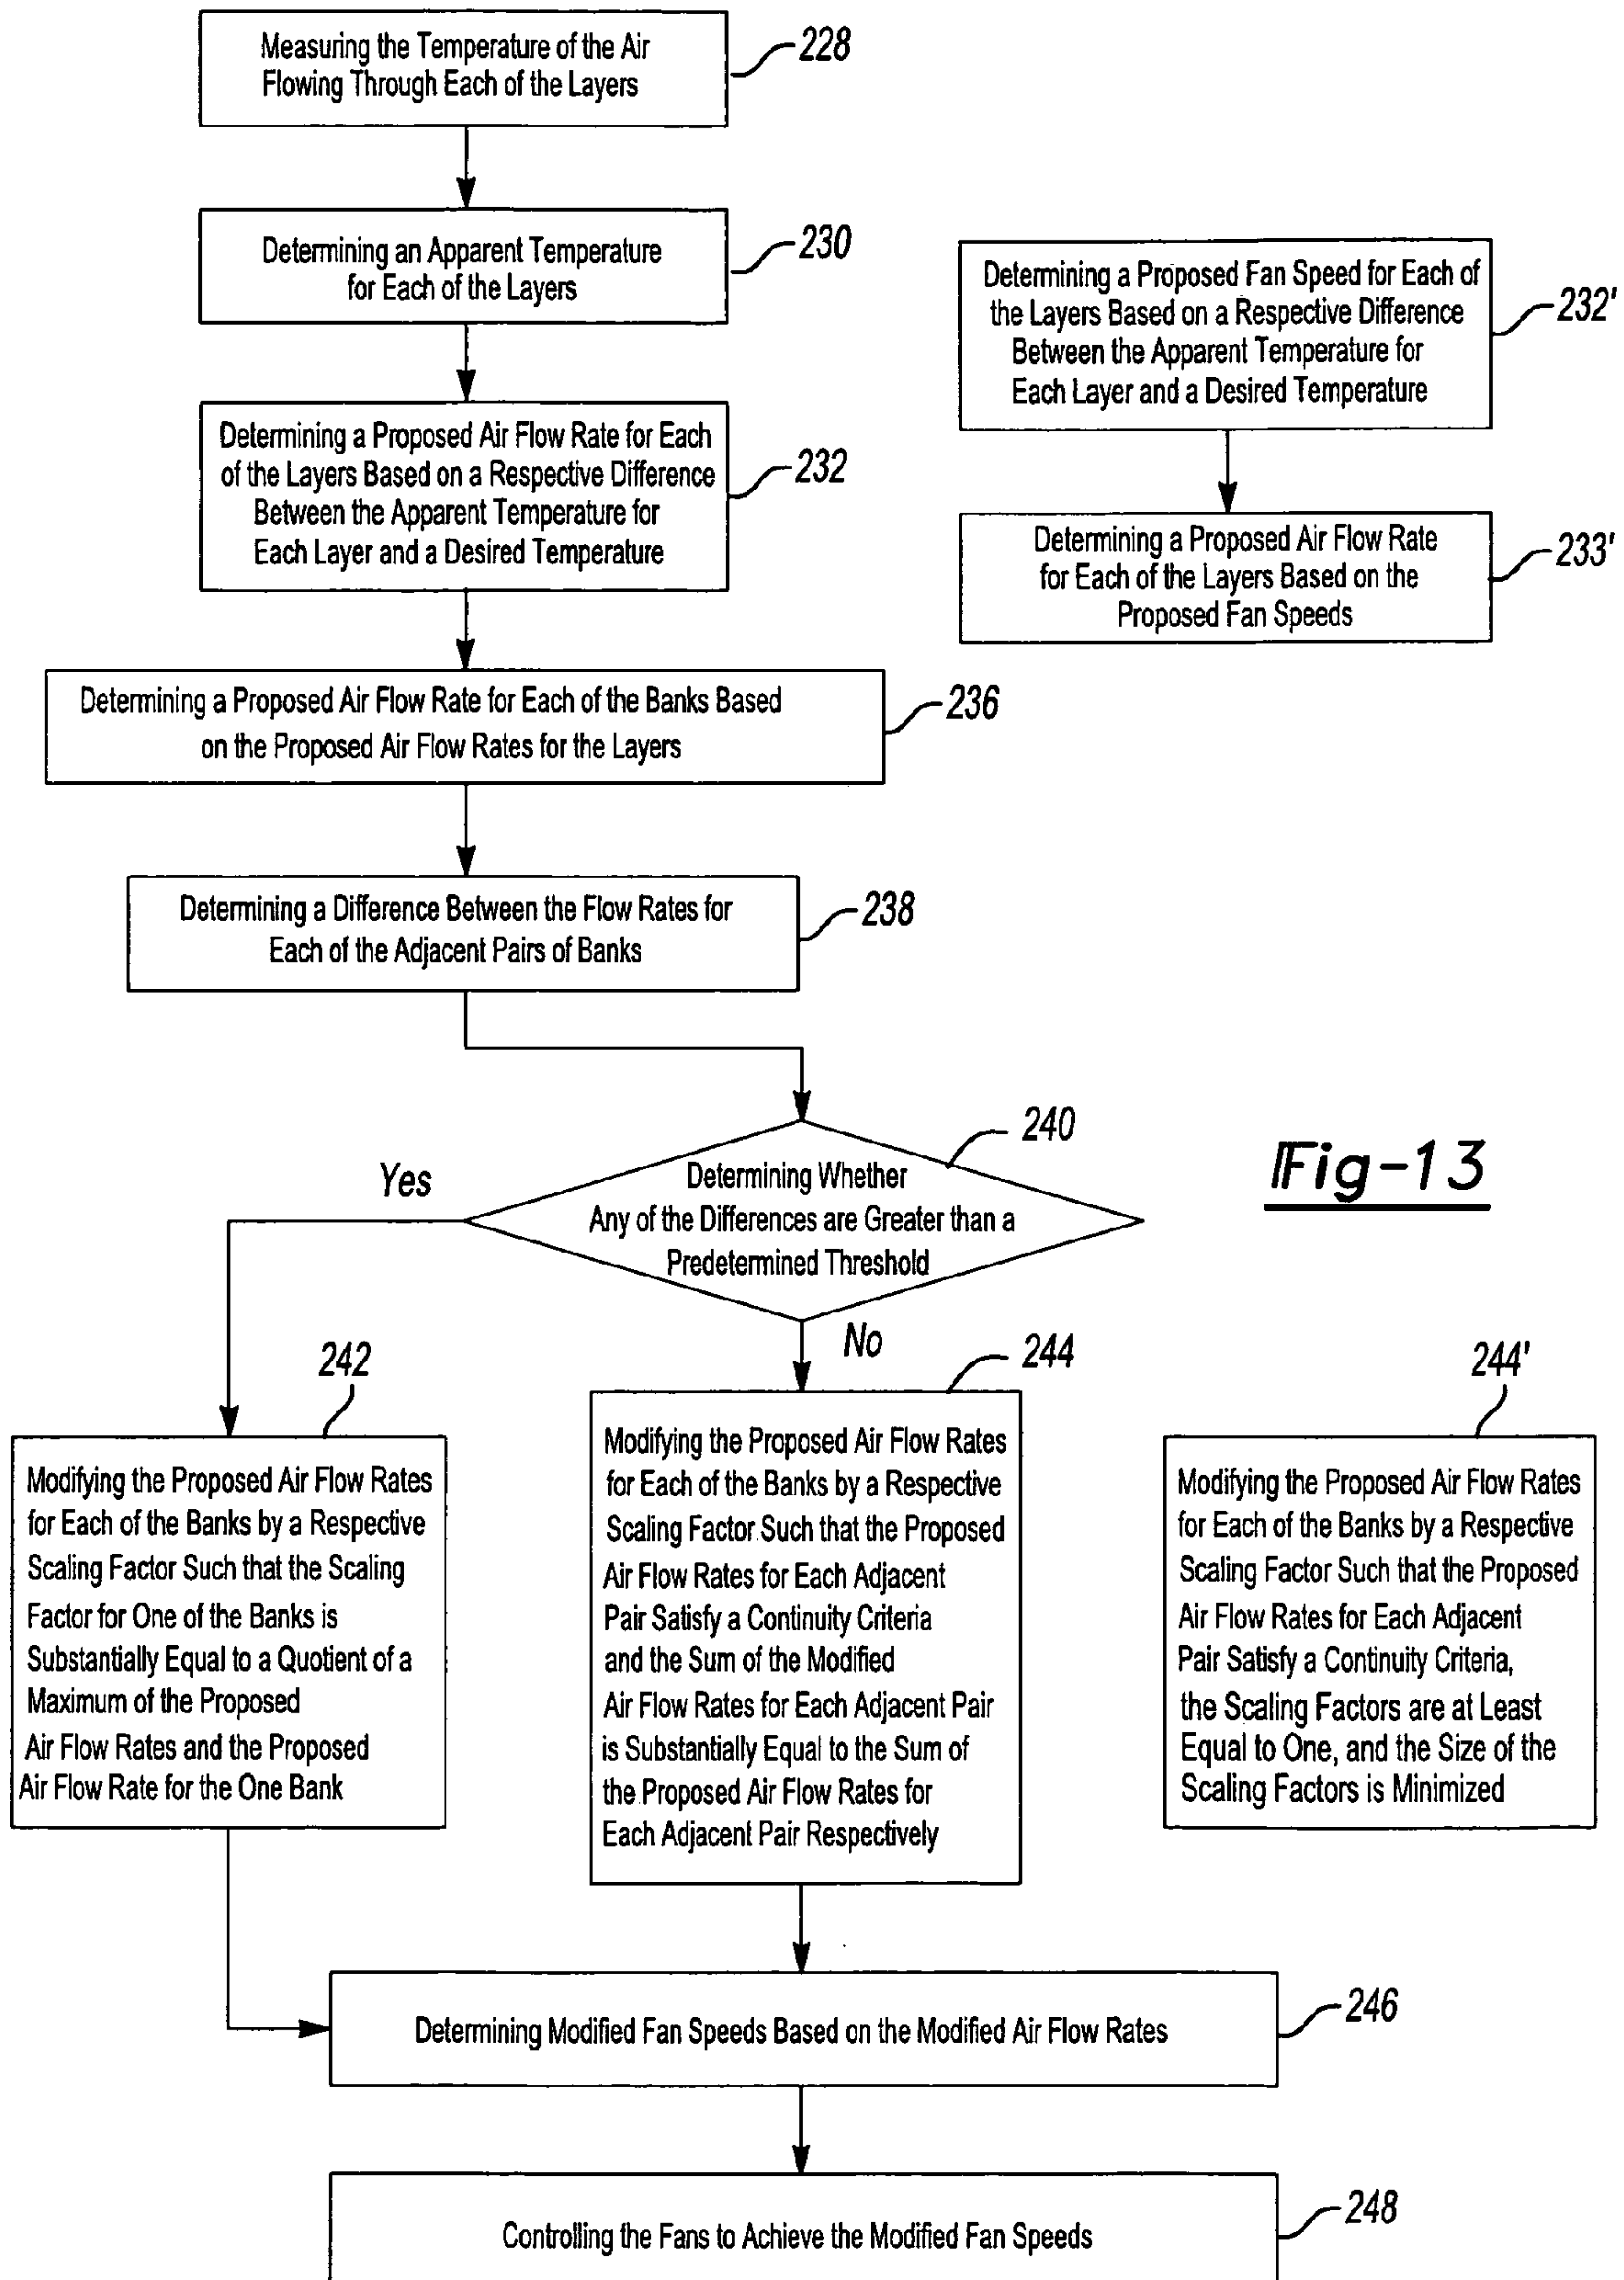 Measuring the Temperature of the Air
Flowing Through Each of the Layers
228
Determining an Apparent Temperature
for Each of the Layers
230
Determining a Proposed Air Flow Rate for Each
of the Layers Based on a Respective Difference
Between the Apparent Temperature for
Each Layer and a Desired Temperature
232
Determining a Proposed Fan Speed for Each of
the Layers Based on a Respective Difference
Between the Apparent Temperature for
Each Layer and a Desired Temperature
232'
Determining a Proposed Air Flow Rate
for Each of the Layers Based on the
Proposed Fan Speeds
233'
Determining a Proposed Air Flow Rate for Each of the Banks Based
on the Proposed Air Flow Rates for the Layers
236
Determining a Difference Between the Flow Rates for
Each of the Adjacent Pairs of Banks
238
Determining Whether
Any of the Differences are Greater than a
Predetermined Threshold
240
Yes
No
Fig-13
242
Modifying the Proposed Air Flow Rates
for Each of the Banks by a Respective
Scaling Factor Such that the Scaling
Factor for One of the Banks is
Substantially Equal to a Quotient of a
Maximum of the Proposed
Air Flow Rates and the Proposed
Air Flow Rate for the One Bank
244
Modifying the Proposed Air Flow Rates
for Each of the Banks by a Respective
Scaling Factor Such that the Proposed
Air Flow Rates for Each Adjacent
Pair Satisfy a Continuity Criteria
and the Sum of the Modified
Air Flow Rates for Each Adjacent Pair
is Substantially Equal to the Sum of
the Proposed Air Flow Rates for
Each Adjacent Pair Respectively
244'
Modifying the Proposed Air Flow Rates
for Each of the Banks by a Respective
Scaling Factor Such that the Proposed
Air Flow Rates for Each Adjacent
Pair Satisfy a Continuity Criteria,
the Scaling Factors are at Least
Equal to One, and the Size of the
Scaling Factors is Minimized
Determining Modified Fan Speeds Based on the Modified Air Flow Rates
246
Controlling the Fans to Achieve the Modified Fan Speeds
248